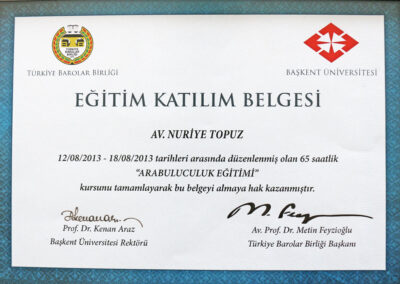 TÜRKİYE BAROLAR BİRLİĞİ
BAŞKENT ÜNİVERSİTESİ
EĞİTİM KATILIM BELGESİ
AV. NURİYE TOPUZ
12/08/2013 - 18/08/2013 tarihleri arasında düzenlenmiş olan 65 saatlik
"ARABULUCULUK EĞİTİMİ"
kursunu tamamlayarak bu belgeyi almaya hak kazanmıştır.
Prof. Dr. Kenan Araz
Başkent Üniversitesi Rektörü
Av. Prof. Dr. Metin Feyzioğlu
Türkiye Barolar Birliği Başkanı